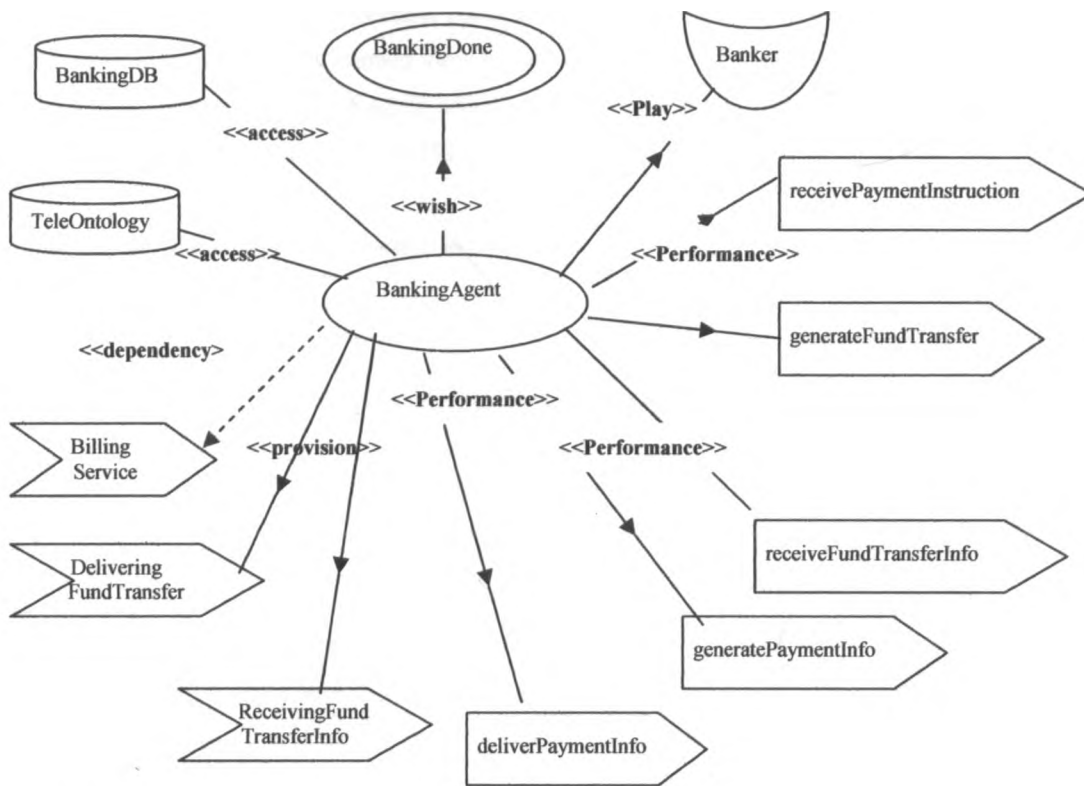 BankingDB
BankingDone
Banker
<<Play>>
<<access>>
receivePaymentInstruction
TeleOntology
<<wish>>
<<access>>
<<Performance>>
BankingAgent
generateFundTransfer
<<dependency>
<<Performance>>
Billing
Service
<<provision>>
<<Performance>>
receiveFundTransferInfo
Delivering
FundTransfer
generatePaymentInfo
ReceivingFund
TransferInfo
deliverPaymentInfo